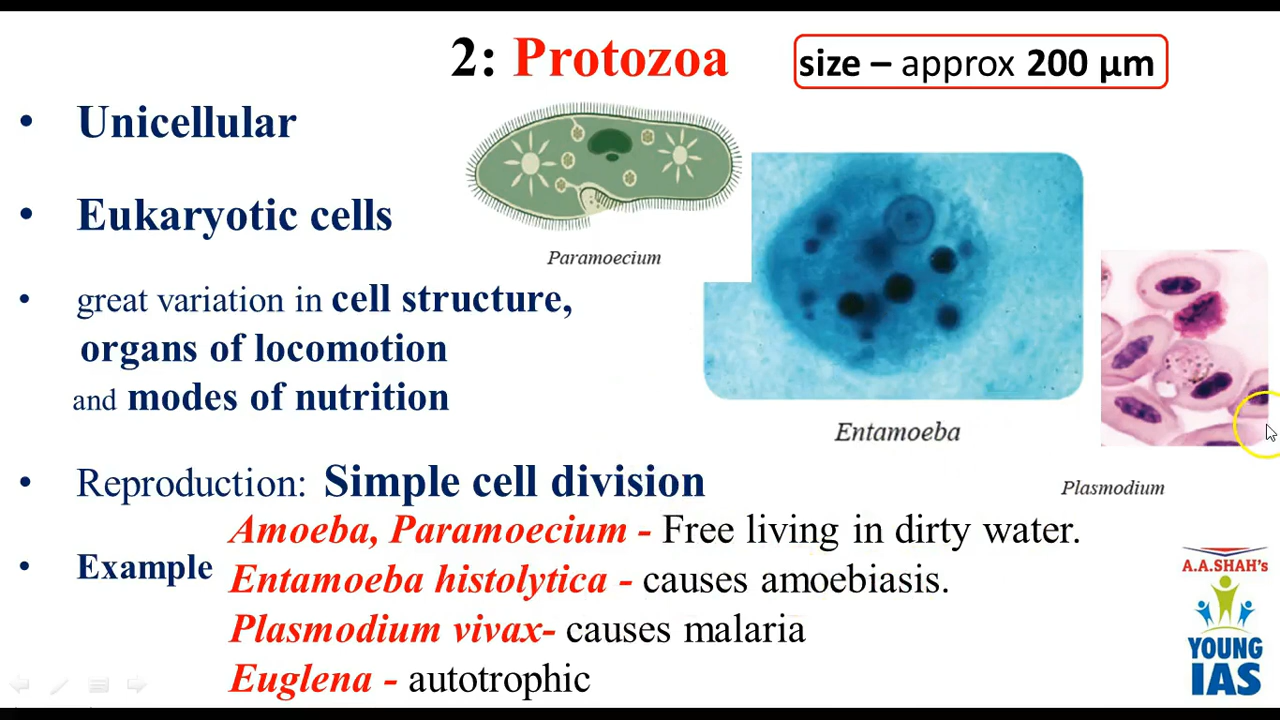 2: Protozoa
size – approx 200 µm
• Unicellular
• Eukaryotic cells
Paramoecium
• great variation in cell structure,
organs of locomotion
and modes of nutrition
Entamoeba
Plasmodium
• Reproduction: Simple cell division
• Example
Amoeba, Paramoecium - Free living in dirty water.
Entamoeba histolytica - causes amoebiasis.
Plasmodium vivax- causes malaria
Euglena - autotrophic
A.A.SHAH's
YOUNG
IAS